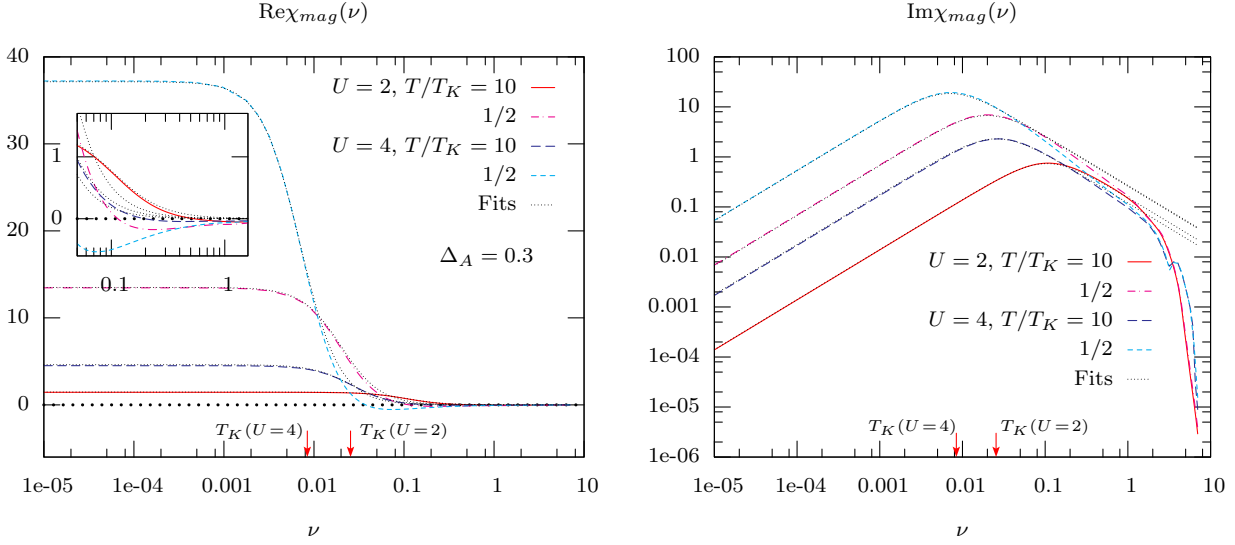 Reχ_mag(ν)
40
30
20
10
0
1e-05
1e-04
0.001
0.01
0.1
1
10
ν
U = 2, T/T_K = 10
1/2
U = 4, T/T_K = 10
1/2
Fits
Δ_A = 0.3
1
0
0.1
1
T_K(U=4)
T_K(U=2)
Imχ_mag(ν)
100
10
1
0.1
0.01
0.001
1e-04
1e-05
1e-06
1e-05
1e-04
0.001
0.01
0.1
1
10
ν
U = 2, T/T_K = 10
1/2
U = 4, T/T_K = 10
1/2
Fits
T_K(U=4)
T_K(U=2)